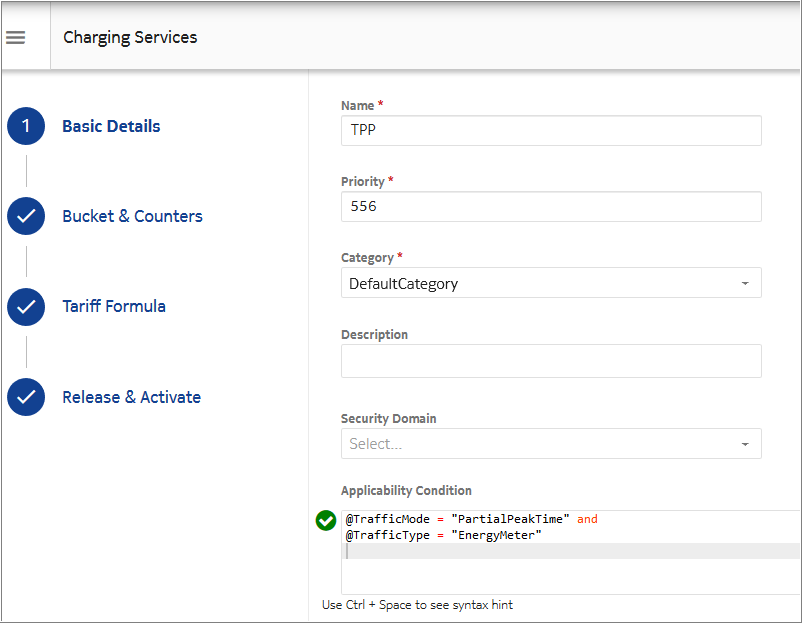 Charging Services
1 Basic Details
Bucket & Counters
Tariff Formula
Release & Activate
Name *
TPP
Priority *
556
Category *
DefaultCategory
Description
Security Domain
Select...
Applicability Condition
@TrafficMode = "PartialPeakTime" and
@TrafficType = "EnergyMeter"
Use Ctrl + Space to see syntax hint